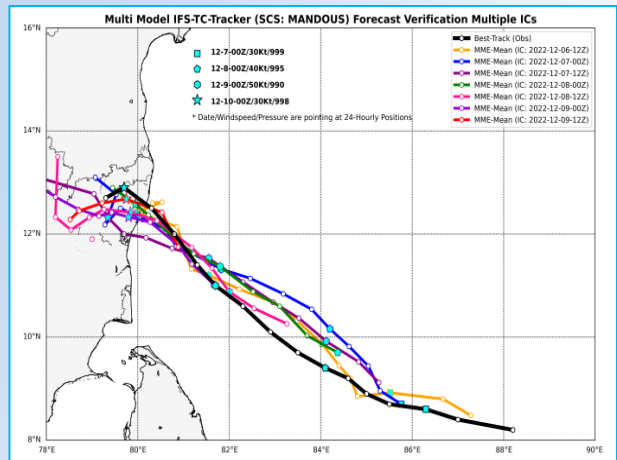 Multi Model IFS-TC-Tracker (SCS: MANDOUS) Forecast Verification Multiple ICs
16°N
14°N
12°N
10°N
8°N
12-7-00Z/30Kt/999
12-8-00Z/40Kt/995
12-9-00Z/50Kt/990
12-10-00Z/30Kt/998
* Date/Windspeed/Pressure are pointing at 24-Hourly Positions
Best-Track (Obs)
MME-Mean (IC: 2022-12-06-12Z)
MME-Mean (IC: 2022-12-07-00Z)
MME-Mean (IC: 2022-12-07-12Z)
MME-Mean (IC: 2022-12-08-00Z)
MME-Mean (IC: 2022-12-08-12Z)
MME-Mean (IC: 2022-12-09-00Z)
MME-Mean (IC: 2022-12-09-12Z)
78°E 80°E 82°E 84°E 86°E 88°E 90°E